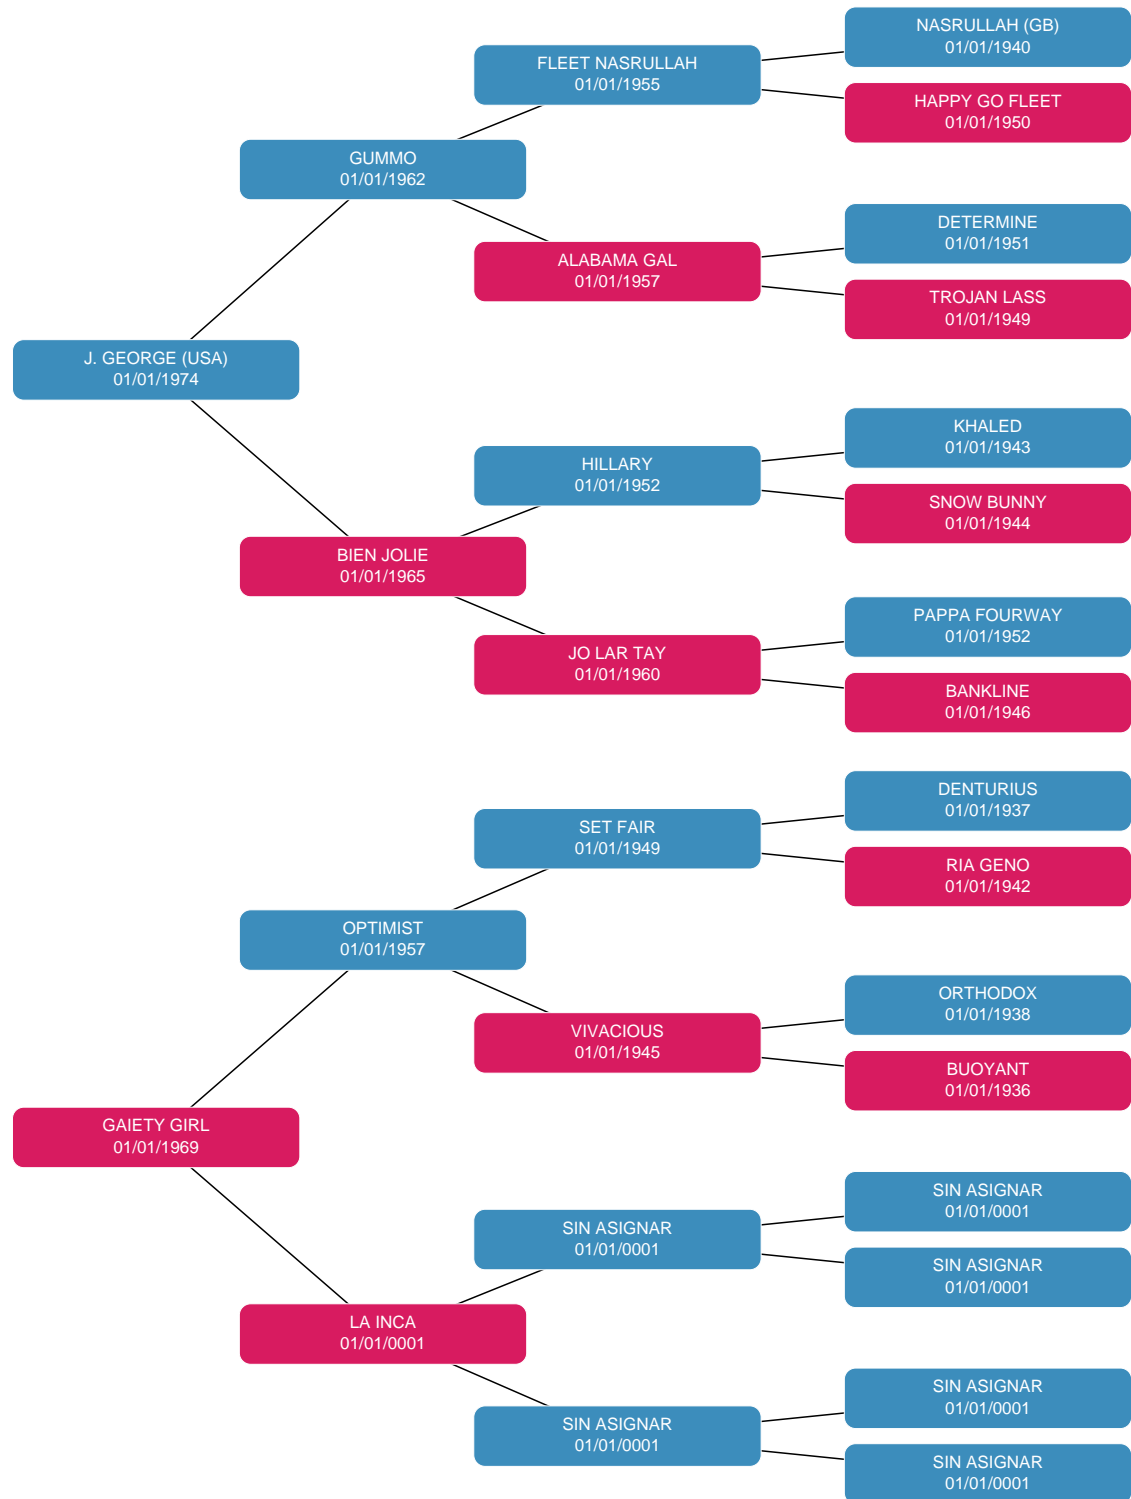 NASRULLAH (GB)
01/01/1940
FLEET NASRULLAH
01/01/1955
HAPPY GO FLEET
01/01/1950
GUMMO
01/01/1962
DETERMINE
01/01/1951
ALABAMA GAL
01/01/1957
TROJAN LASS
01/01/1949
J. GEORGE (USA)
01/01/1974
KHALED
01/01/1943
HILLARY
01/01/1952
SNOW BUNNY
01/01/1944
BIEN JOLIE
01/01/1965
PAPPA FOURWAY
01/01/1952
JO LAR TAY
01/01/1960
BANKLINE
01/01/1946
DENTURIUS
01/01/1937
SET FAIR
01/01/1949
RIA GENO
01/01/1942
OPTIMIST
01/01/1957
ORTHODOX
01/01/1938
VIVACIOUS
01/01/1945
BUOYANT
01/01/1936
GAIETY GIRL
01/01/1969
SIN ASIGNAR
01/01/0001
SIN ASIGNAR
01/01/0001
SIN ASIGNAR
01/01/0001
LA INCA
01/01/0001
SIN ASIGNAR
01/01/0001
SIN ASIGNAR
01/01/0001
SIN ASIGNAR
01/01/0001